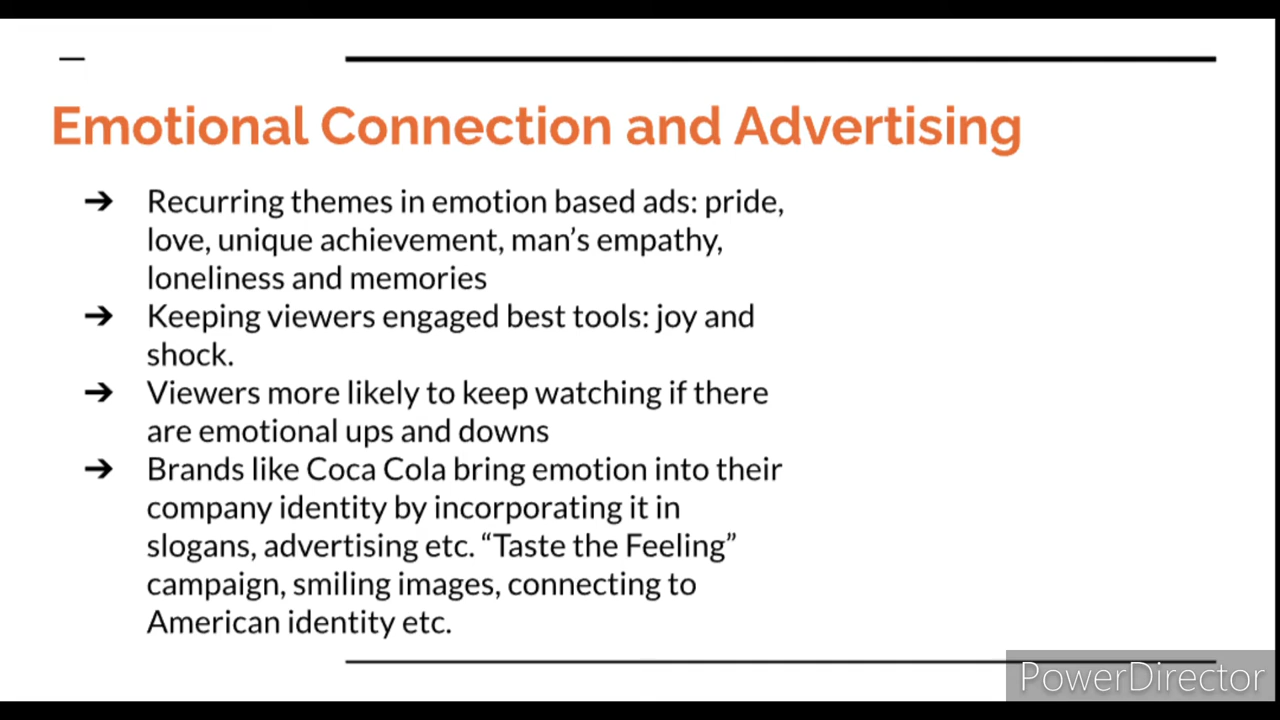 Emotional Connection and Advertising
➔ Recurring themes in emotion based ads: pride,
love, unique achievement, man’s empathy,
loneliness and memories
➔ Keeping viewers engaged best tools: joy and
shock.
➔ Viewers more likely to keep watching if there
are emotional ups and downs
➔ Brands like Coca Cola bring emotion into their
company identity by incorporating it in
slogans, advertising etc. “Taste the Feeling”
campaign, smiling images, connecting to
American identity etc.
PowerDirector